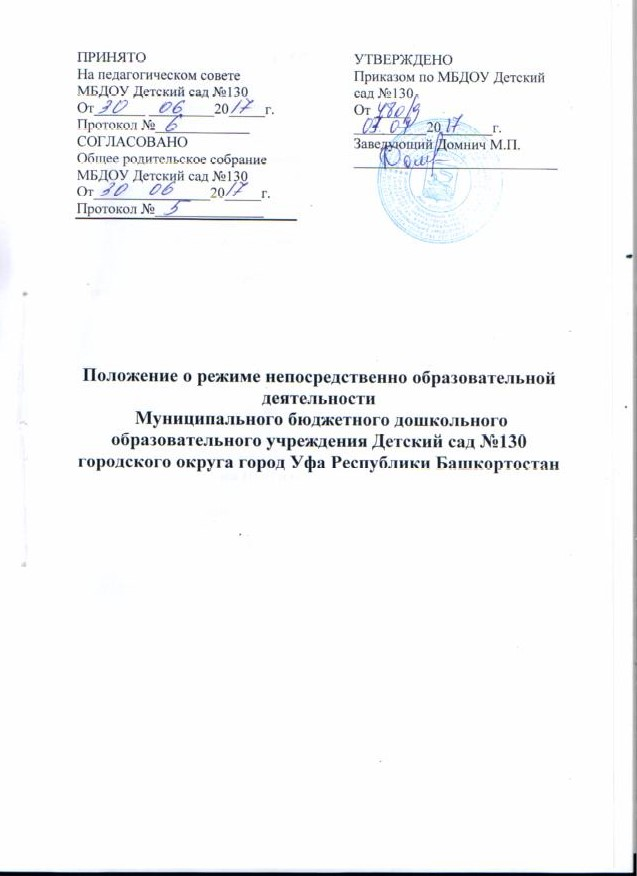 ПРИНЯТО
На педагогическом совете
МБДОУ Детский сад №130
От 30 06 2017 г.
Протокол № 6
СОГЛАСОВАНО
Общее родительское собрание
МБДОУ Детский сад №130
От 30 06 2017 г.
Протокол № 5
УТВЕРЖДЕНО
Приказом по МБДОУ Детский
сад №130
От
03 07 2017 г.
Заведующий Домнич М.П.
Положение о режиме непосредственно образовательной
деятельности
Муниципального бюджетного дошкольного
образовательного учреждения Детский сад №130
городского округа город Уфа Республики Башкортостан